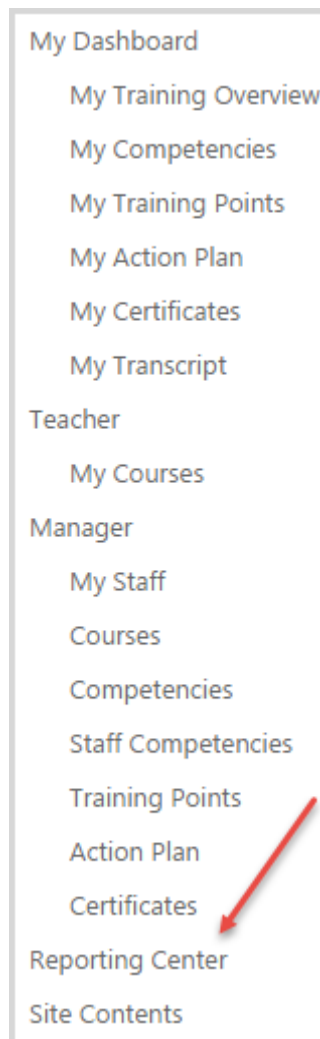 My Dashboard
My Training Overview
My Competencies
My Training Points
My Action Plan
My Certificates
My Transcript
Teacher
My Courses
Manager
My Staff
Courses
Competencies
Staff Competencies
Training Points
Action Plan
Certificates
Reporting Center
Site Contents